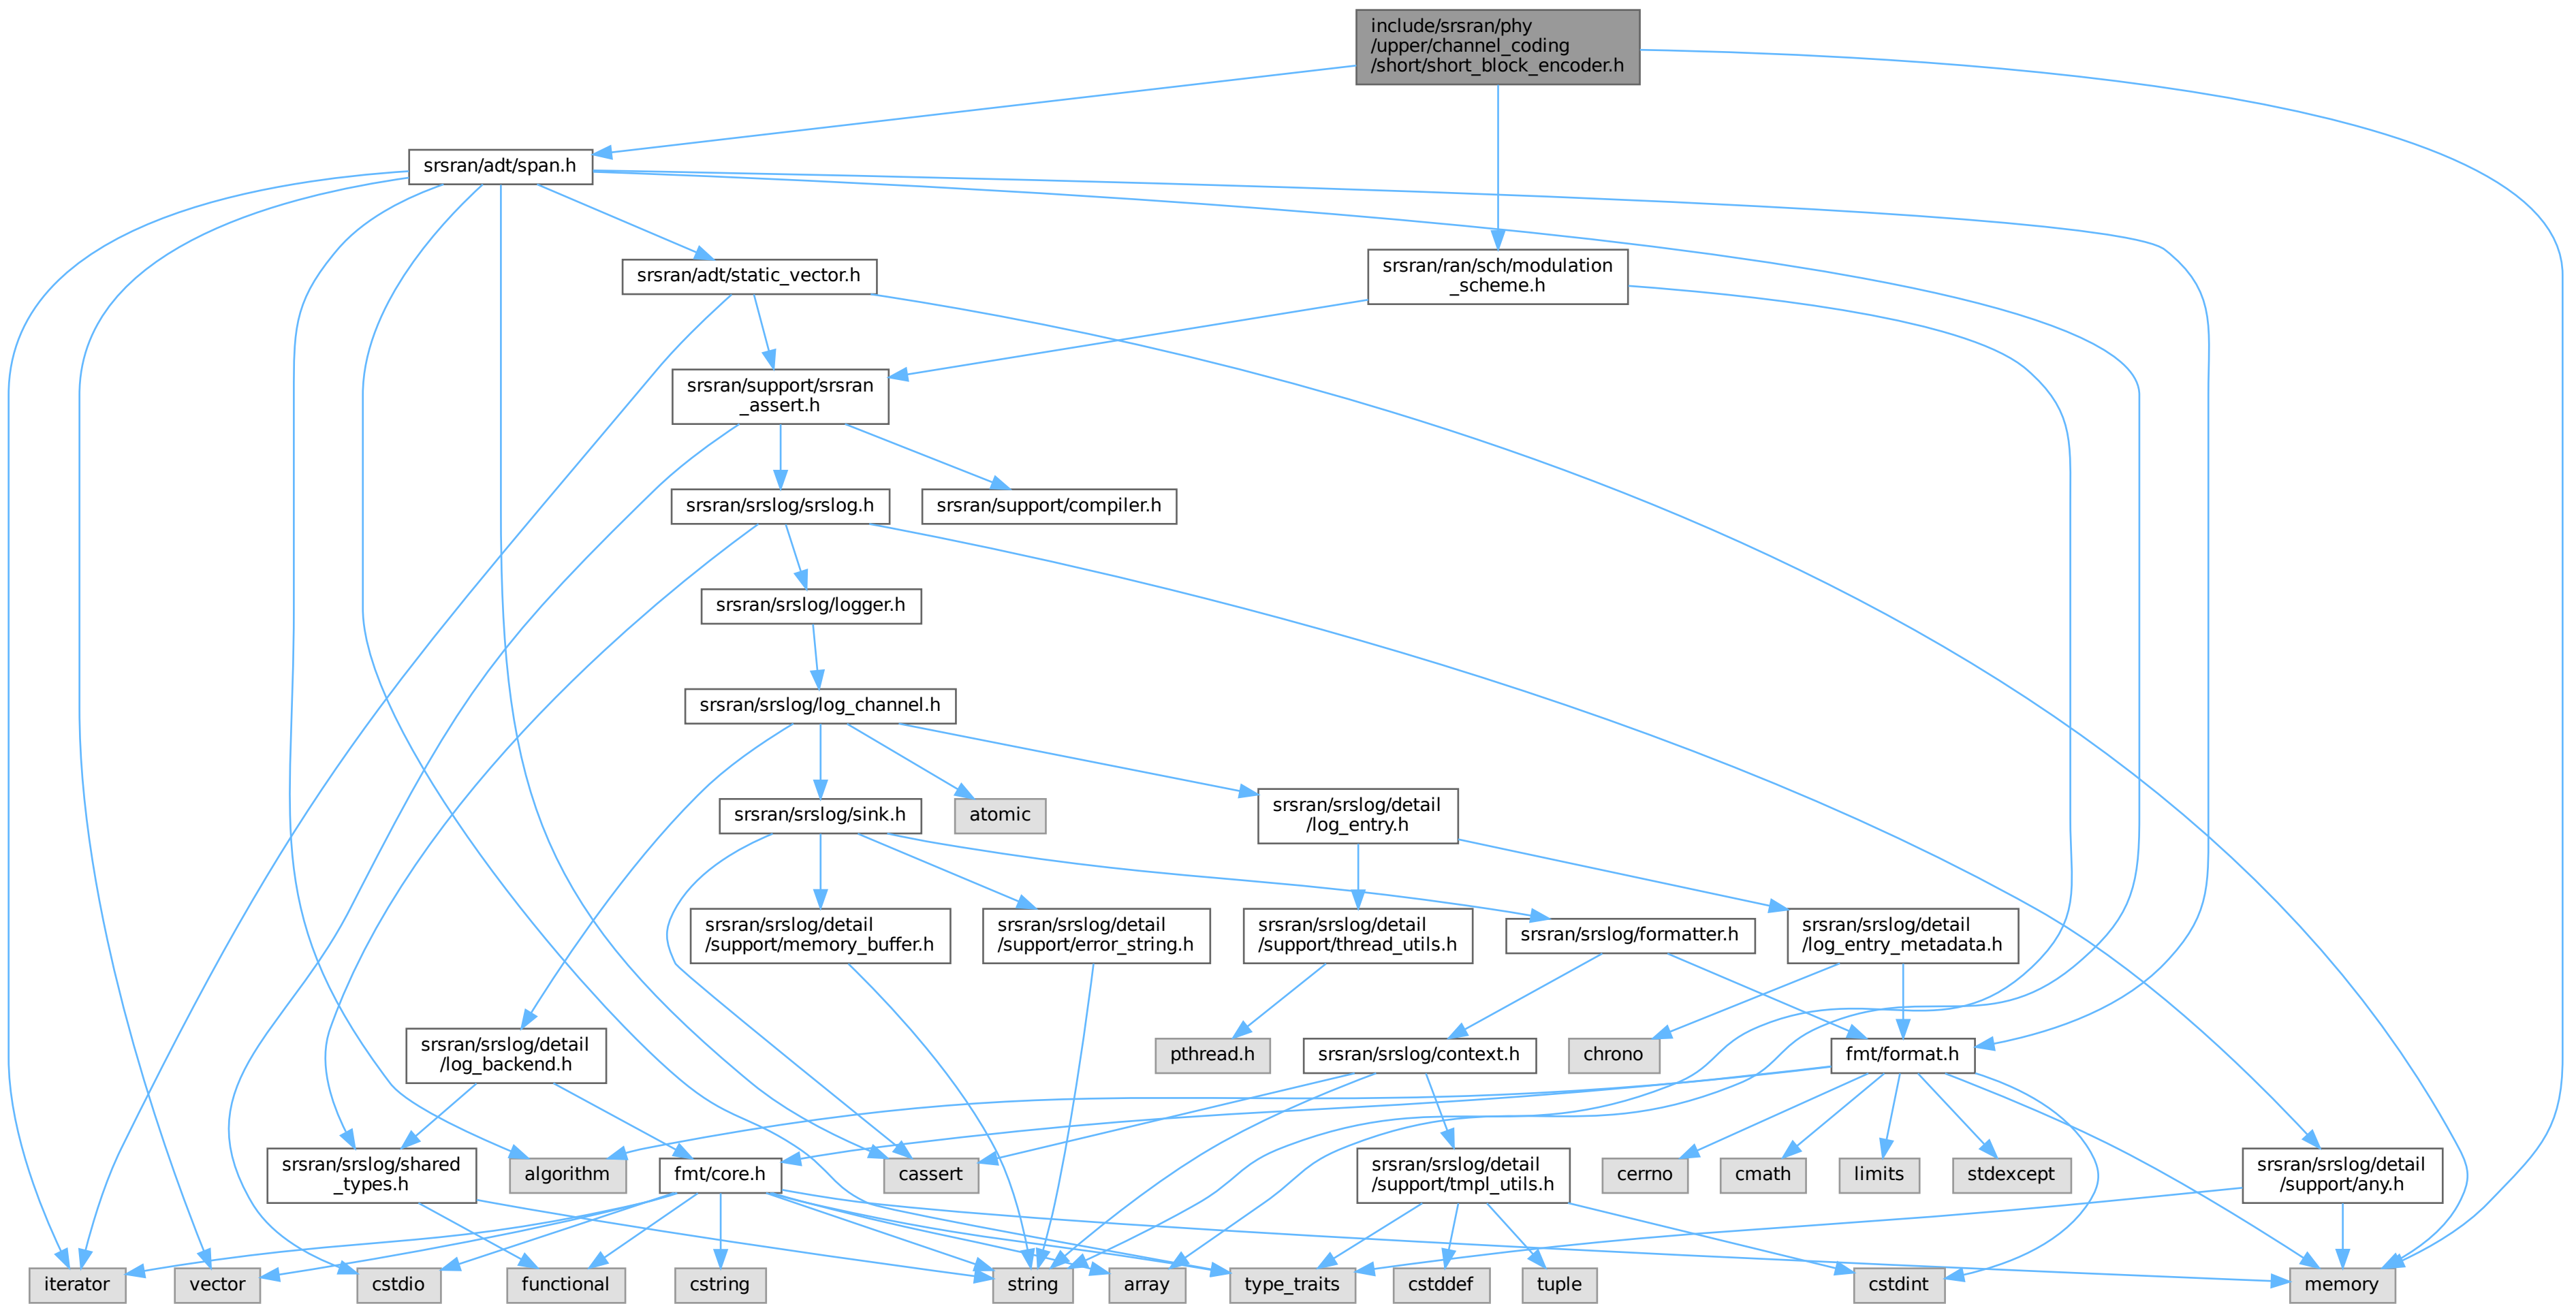 include/srsran/phy
/upper/channel_coding
/short/short_block_encoder.h
srsran/adt/span.h
srsran/adt/static_vector.h
srsran/ran/sch/modulation
_scheme.h
srsran/support/srsran
_assert.h
srsran/srslog/srslog.h
srsran/support/compiler.h
srsran/srslog/logger.h
srsran/srslog/log_channel.h
srsran/srslog/sink.h
atomic
srsran/srslog/detail
/log_entry.h
srsran/srslog/detail
/support/memory_buffer.h
srsran/srslog/detail
/support/error_string.h
srsran/srslog/detail
/support/thread_utils.h
srsran/srslog/formatter.h
srsran/srslog/detail
/log_entry_metadata.h
srsran/srslog/detail
/log_backend.h
pthread.h
srsran/srslog/context.h
chrono
fmt/format.h
srsran/srslog/shared
_types.h
algorithm
fmt/core.h
cassert
srsran/srslog/detail
/support/tmpl_utils.h
cerrno
cmath
limits
stdexcept
srsran/srslog/detail
/support/any.h
iterator
vector
cstdio
functional
cstring
string
array
type_traits
cstddef
tuple
cstdint
memory